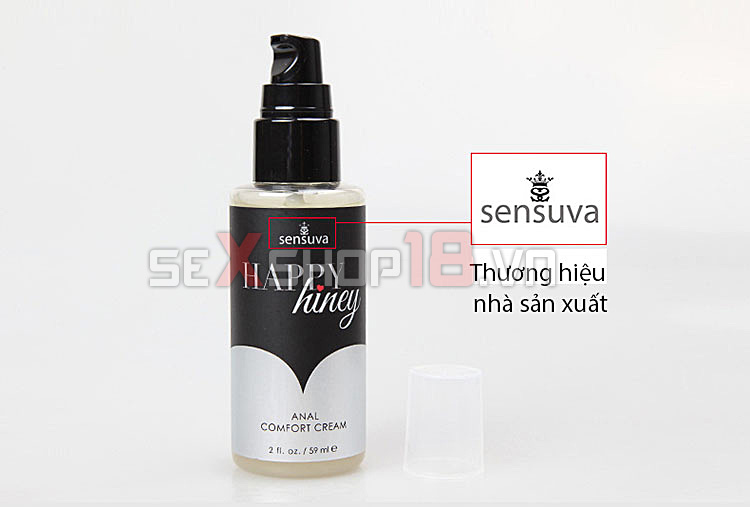 sensuva
HAPPY
hiney
ANAL
COMFORT CREAM
2 fl. oz. / 59 ml e
sensuva
Thương hiệu
nhà sản xuất
seXshop18.vn